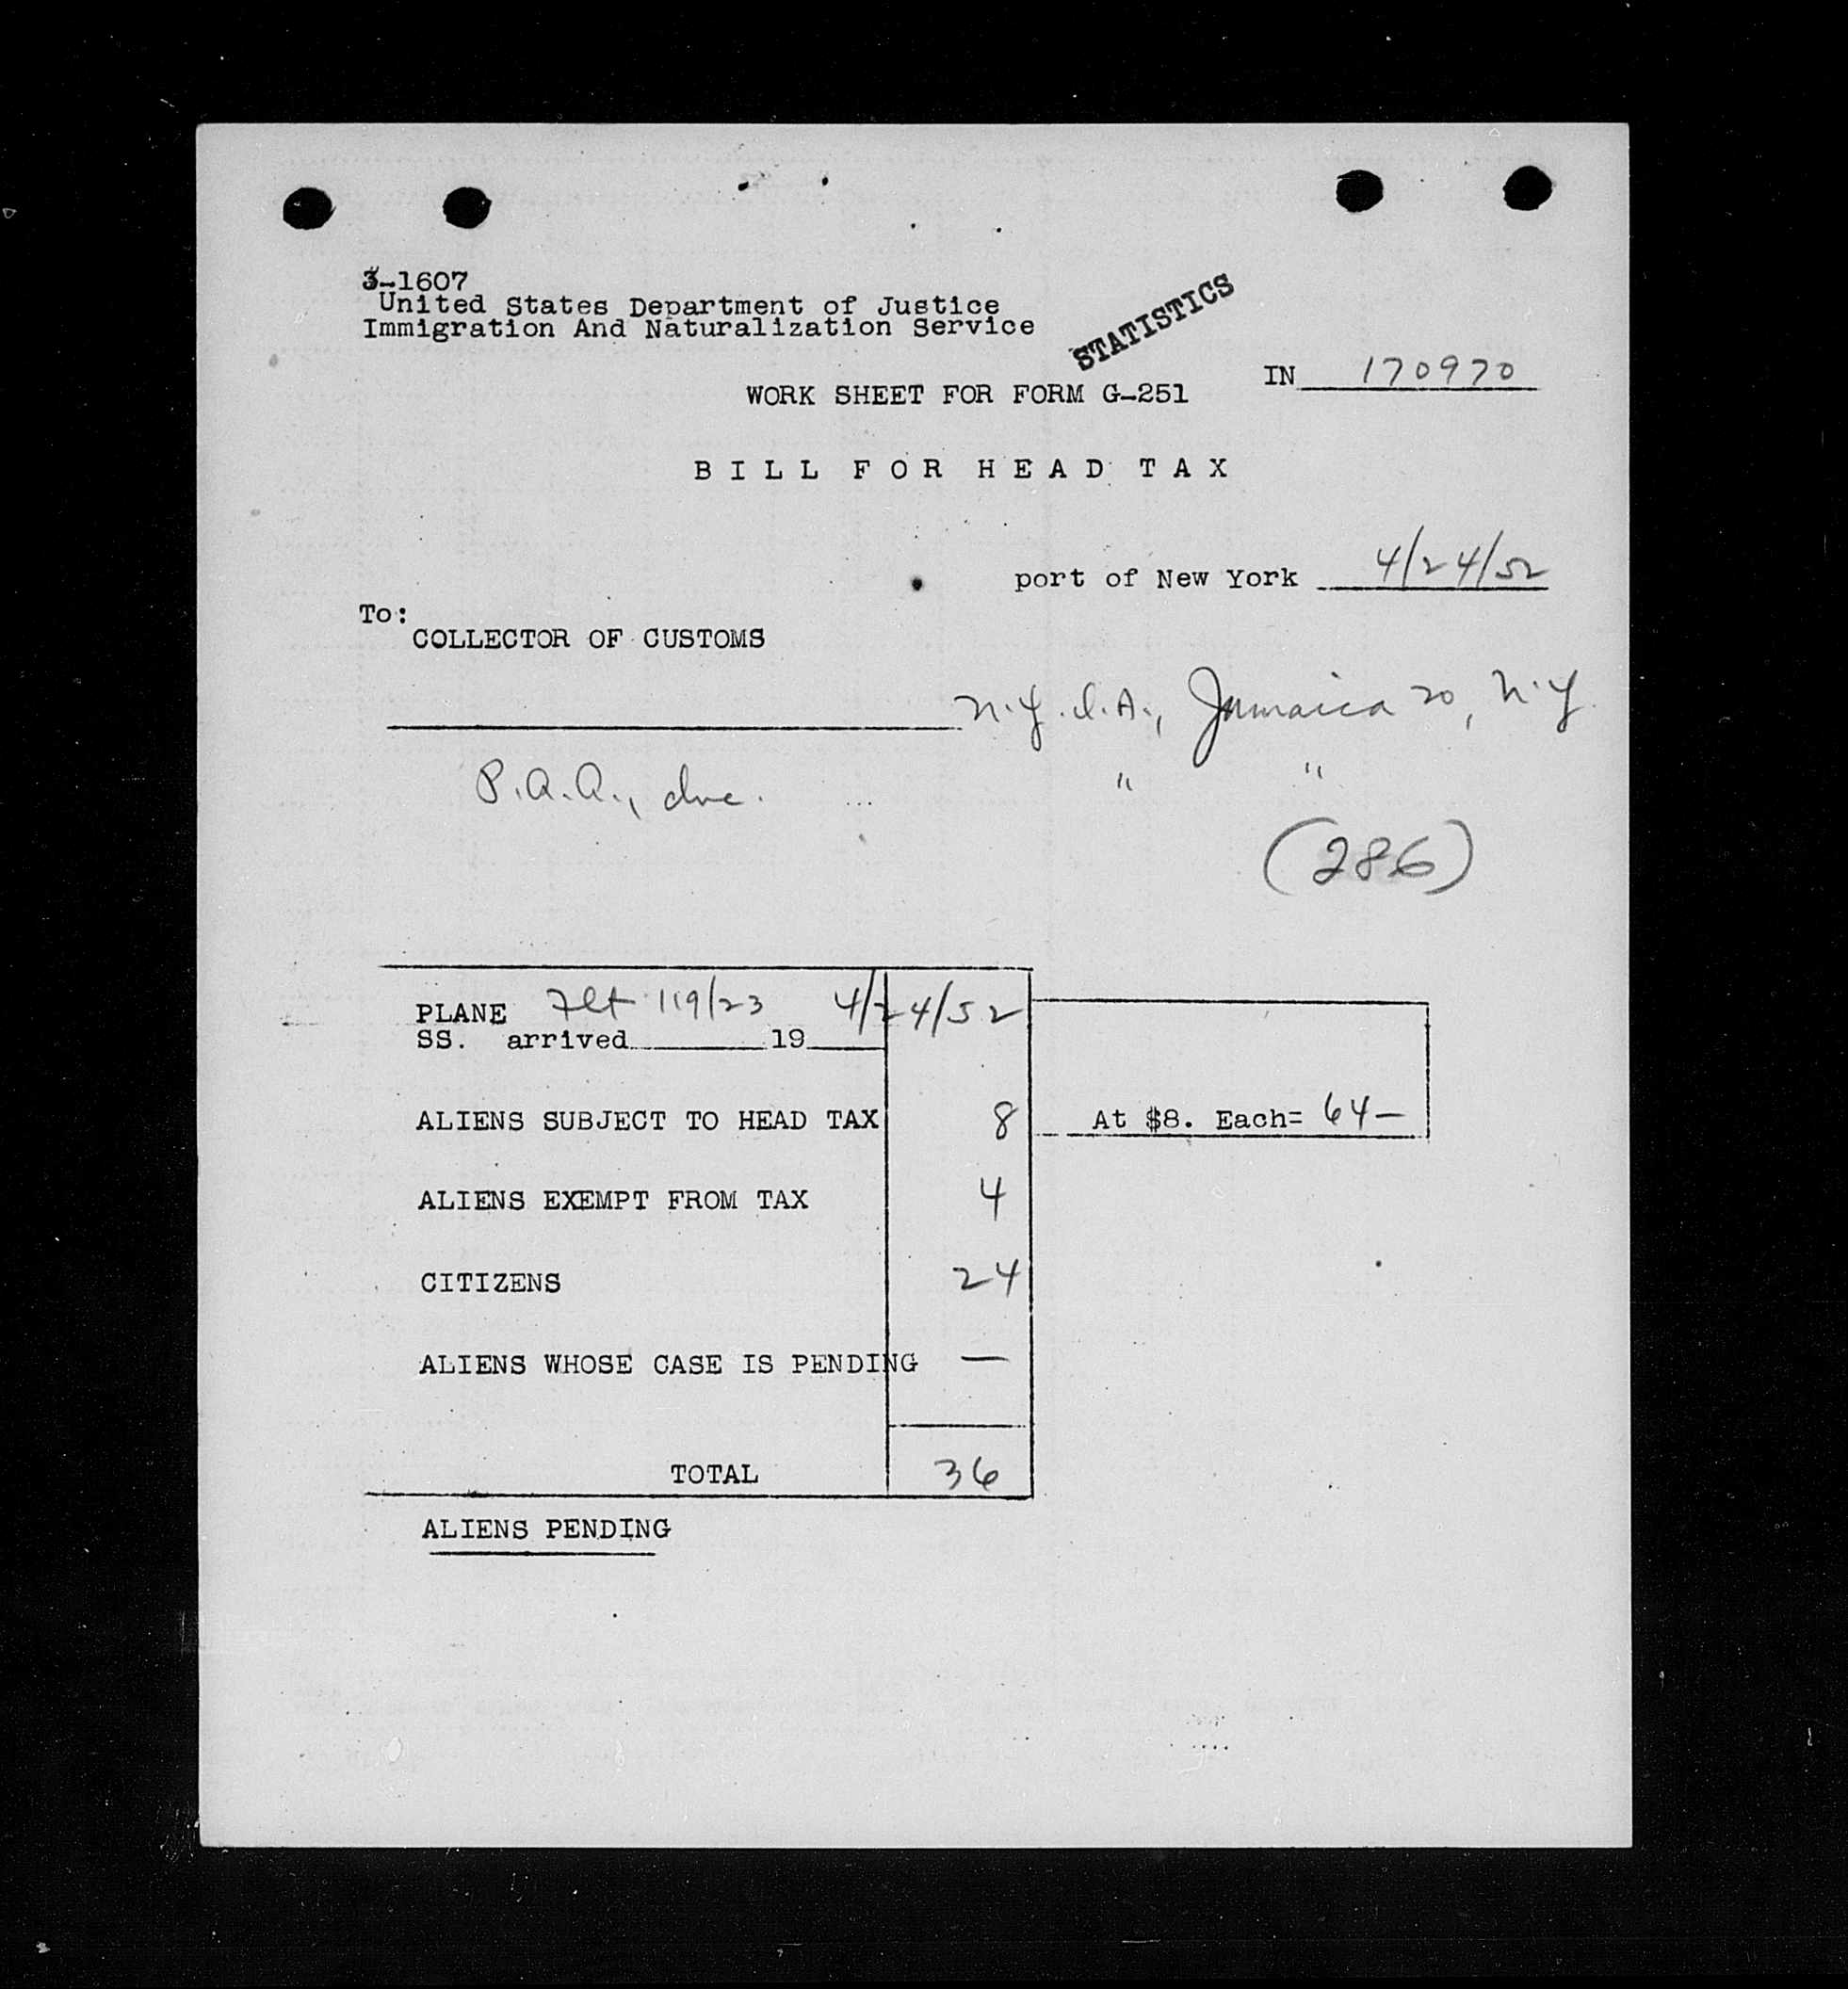 3-1607
United States Department of Justice
Immigration And Naturalization Service
STATISTICS
IN 170970
WORK SHEET FOR FORM G-251
BILL FOR HEAD TAX
port of New York 4/24/52
To:
COLLECTOR OF CUSTOMS
N.Y.I.A., Jamaica 20, N.Y.
P.A.A., Inc. " "
(286)
PLANE Flt 119/23 4/24/52
SS. arrived 19
ALIENS SUBJECT TO HEAD TAX 8 At $8. Each= 64—
ALIENS EXEMPT FROM TAX 4
CITIZENS 24
ALIENS WHOSE CASE IS PENDING —
TOTAL 36
ALIENS PENDING